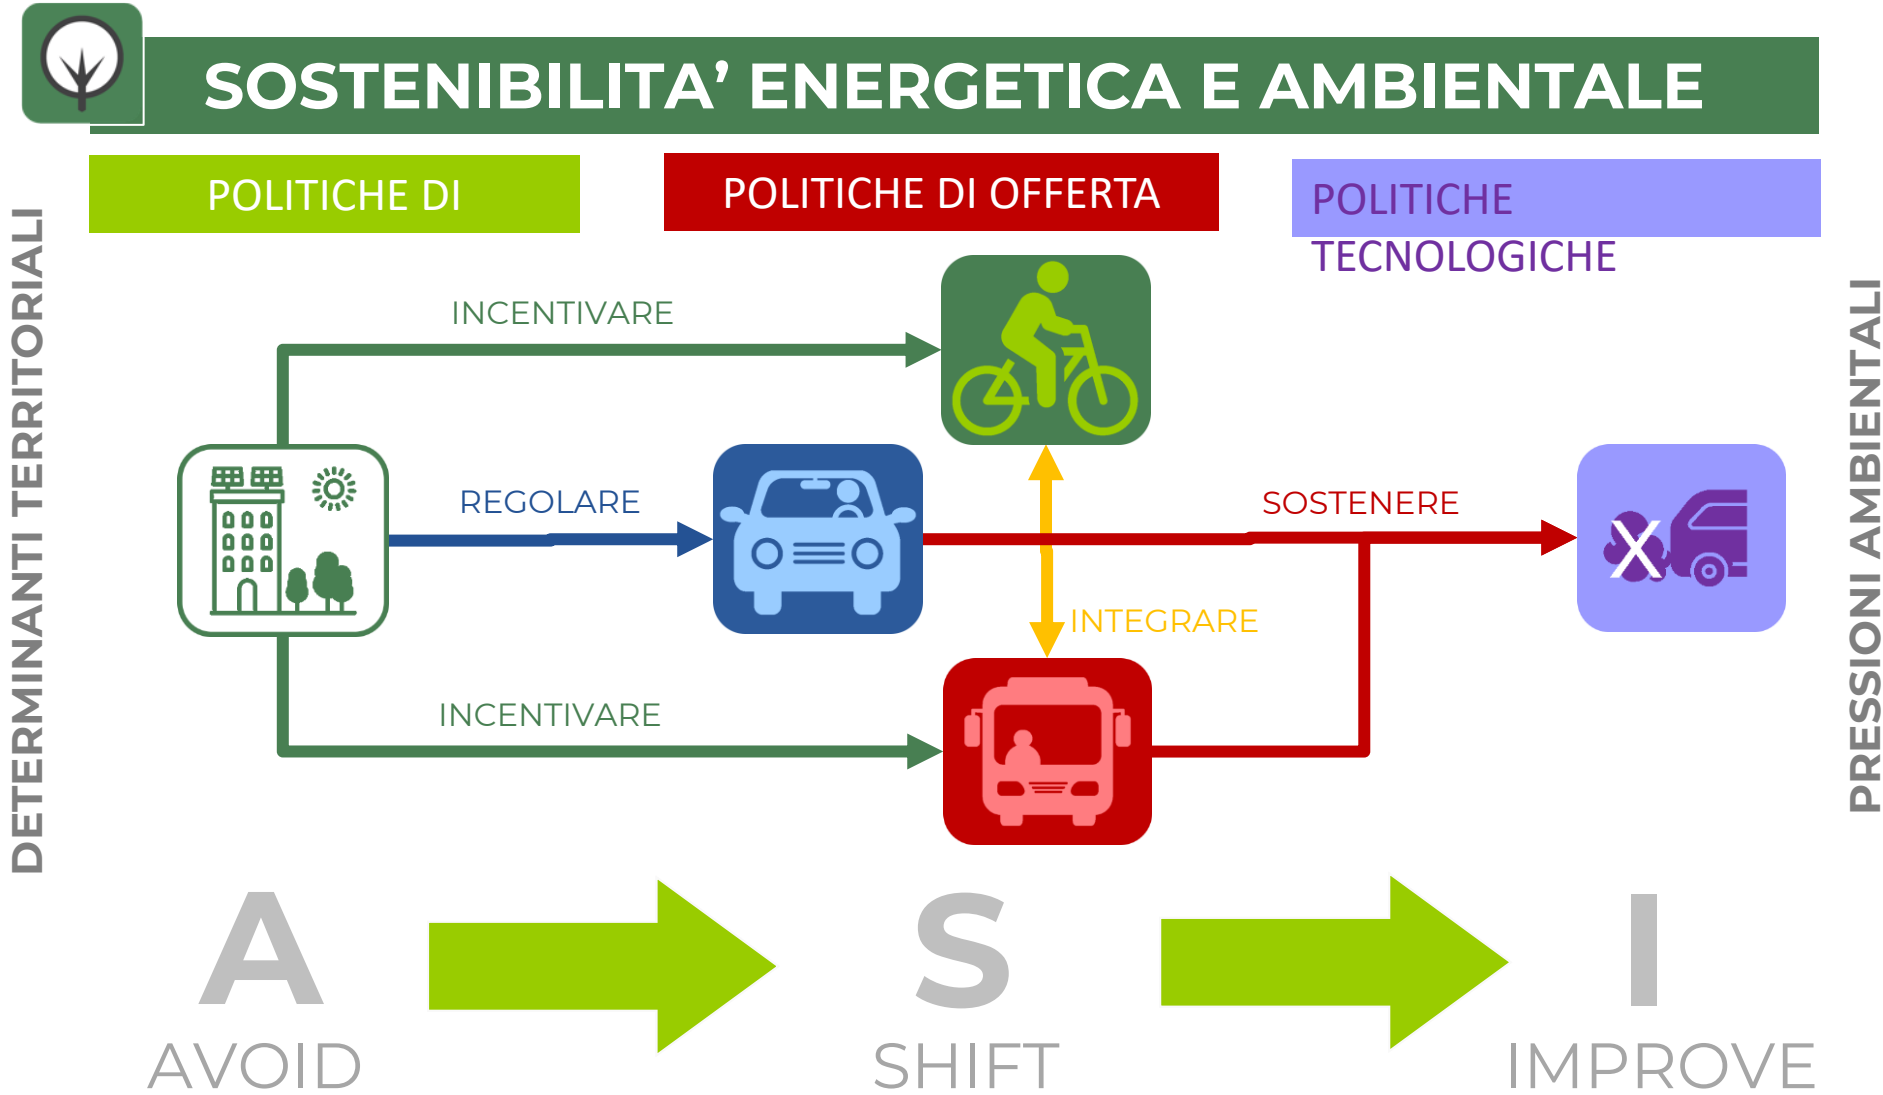 SOSTENIBILITA’ ENERGETICA E AMBIENTALE
POLITICHE DI
POLITICHE DI OFFERTA
POLITICHE
TECNOLOGICHE
DETERMINANTI TERRITORIALI
PRESSIONI AMBIENTALI
INCENTIVARE
REGOLARE
SOSTENERE
X
INTEGRARE
INCENTIVARE
A
S
I
AVOID
SHIFT
IMPROVE